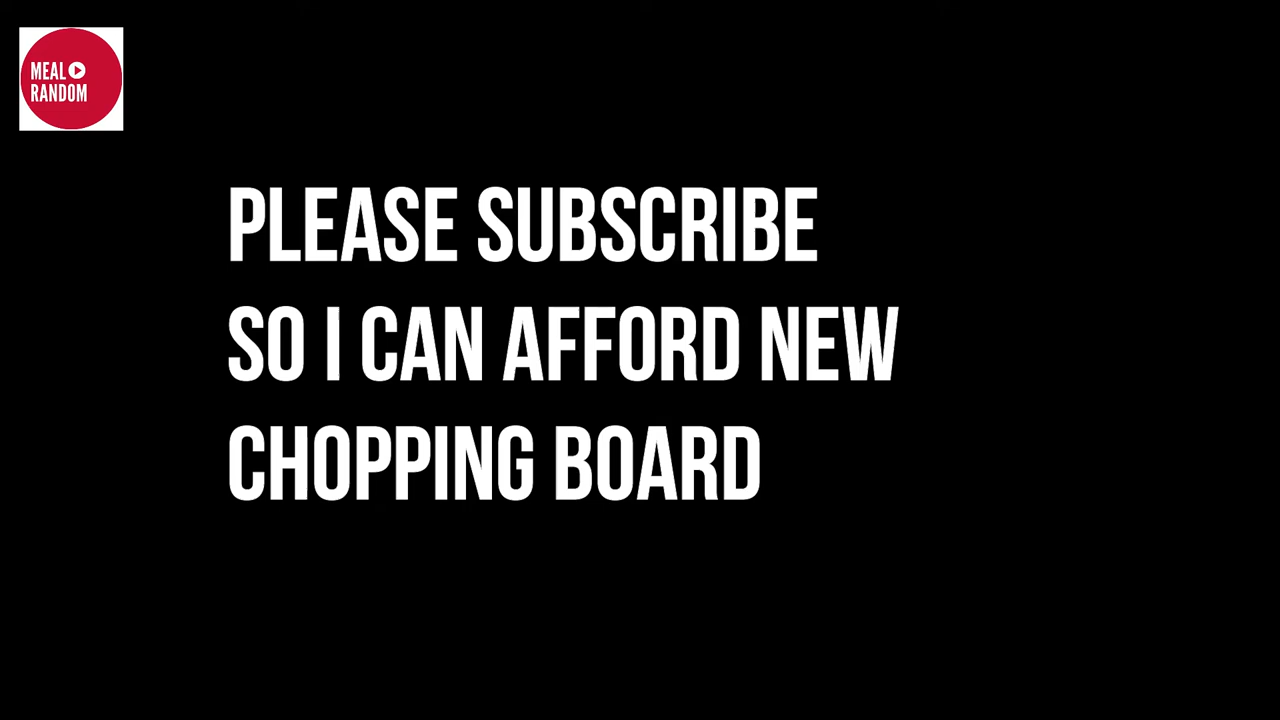 MEAL
RANDOM
PLEASE SUBSCRIBE
SO I CAN AFFORD NEW
CHOPPING BOARD